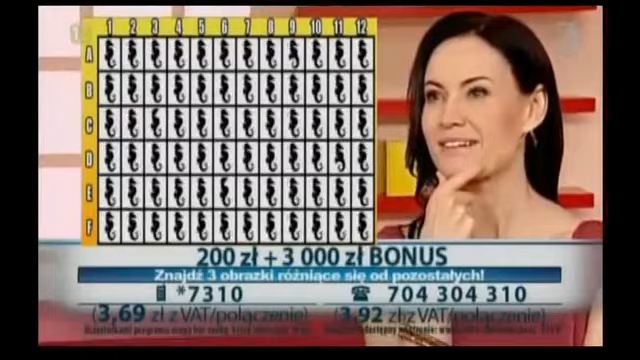 1 2 3 4 5 6 7 8 9 10 11 12
A
B
C
D
E
F
200 zł + 3 000 zł BONUS
Znajdź 3 obrazki różniące się od pozostałych!
*7310 704 304 310
(3,69 zł z VAT/połączenie) (3,92 zł z VAT/połączenie)